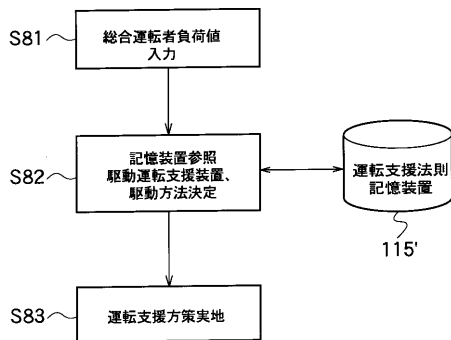 S81
総合運転者負荷値
入力
S82
記憶装置参照
駆動運転支援装置、
駆動方法決定
運転支援法則
記憶装置
115'
S83
運転支援方策実地